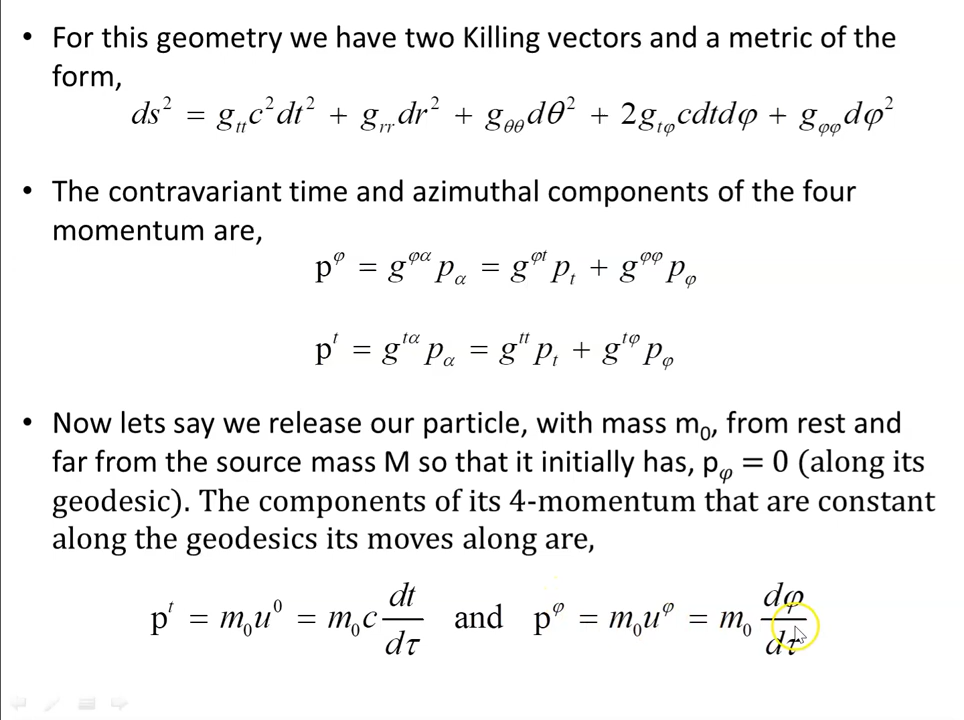 • For this geometry we have two Killing vectors and a metric of the
form,
ds² = g_tt c²dt² + g_rr dr² + g_θθ dθ² + 2g_tφ cdtdφ + g_φφ dφ²
• The contravariant time and azimuthal components of the four
momentum are,
p^φ = g^φα p_α = g^φt p_t + g^φφ p_φ
p^t = g^tα p_α = g^tt p_t + g^tφ p_φ
• Now lets say we release our particle, with mass m₀, from rest and
far from the source mass M so that it initially has, p_φ = 0 (along its
geodesic). The components of its 4-momentum that are constant
along the geodesics its moves along are,
p^t = m₀u⁰ = m₀c dt/dτ and p^φ = m₀u^φ = m₀ dφ/dτ